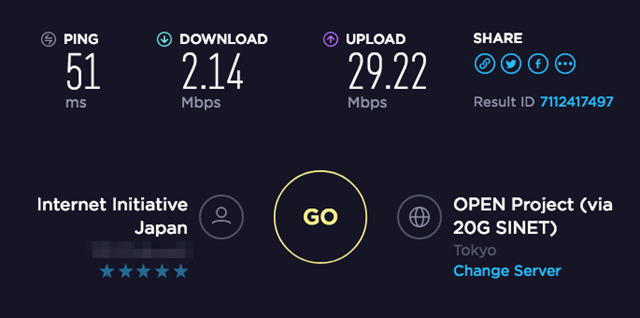 PING
51
ms
DOWNLOAD
2.14
Mbps
UPLOAD
29.22
Mbps
SHARE
Result ID 7112417497
Internet Initiative
Japan
GO
OPEN Project (via
20G SINET)
Tokyo
Change Server